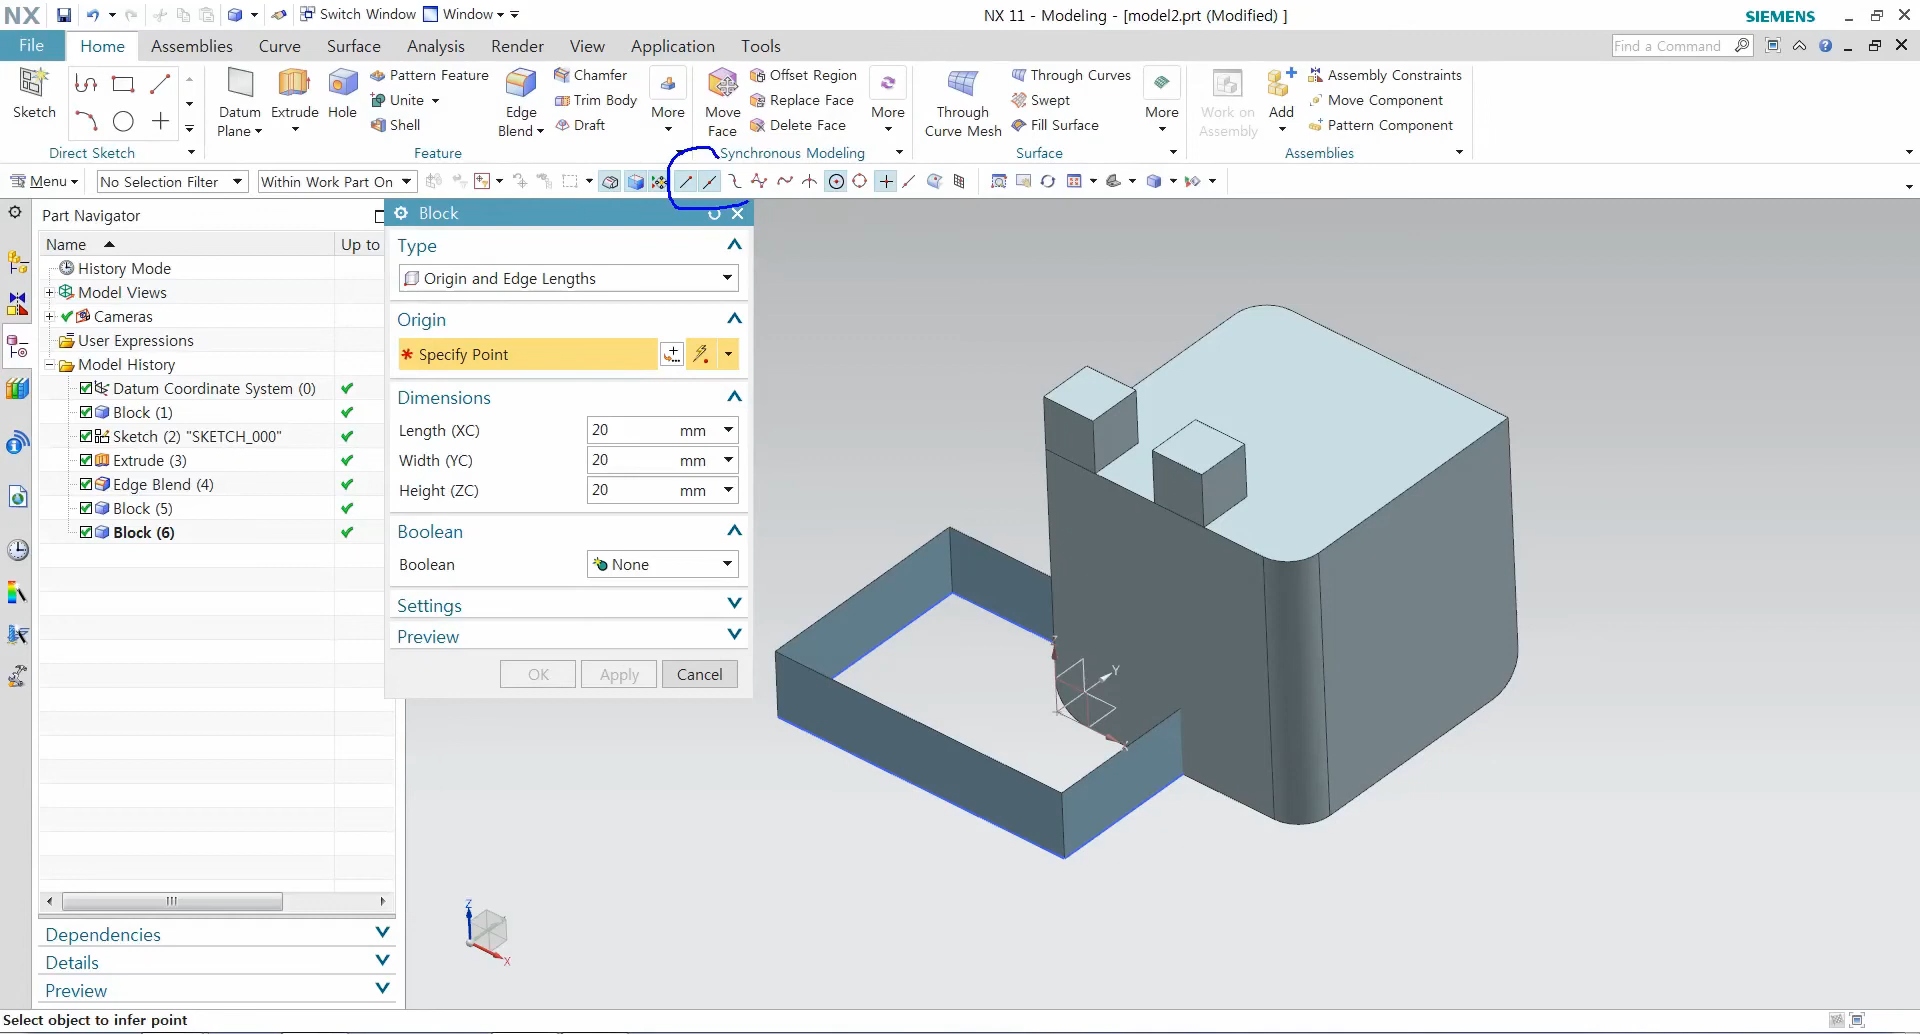 NX Switch Window Window NX 11 - Modeling - [model2.prt (Modified) ] SIEMENS
File Home Assemblies Curve Surface Analysis Render View Application Tools Find a Command
Sketch
Direct Sketch
Datum Plane
Extrude
Hole
Pattern Feature
Unite
Shell
Edge Blend
Chamfer
Trim Body
Draft
More
Feature
Move Face
Offset Region
Replace Face
Delete Face
More
Synchronous Modeling
Through Curve Mesh
Through Curves
Swept
Fill Surface
More
Surface
Work on Assembly
Add
Assembly Constraints
Move Component
Pattern Component
Assemblies
Menu No Selection Filter Within Work Part On
Part Navigator
Name Up to
History Mode
Model Views
Cameras
User Expressions
Model History
Datum Coordinate System (0)
Block (1)
Sketch (2) "SKETCH_000"
Extrude (3)
Edge Blend (4)
Block (5)
Block (6)
Dependencies
Details
Preview
Block
Type
Origin and Edge Lengths
Origin
* Specify Point
Dimensions
Length (XC) 20 mm
Width (YC) 20 mm
Height (ZC) 20 mm
Boolean
Boolean None
Settings
Preview
OK Apply Cancel
Z
Y
X
Z
X
Select object to infer point